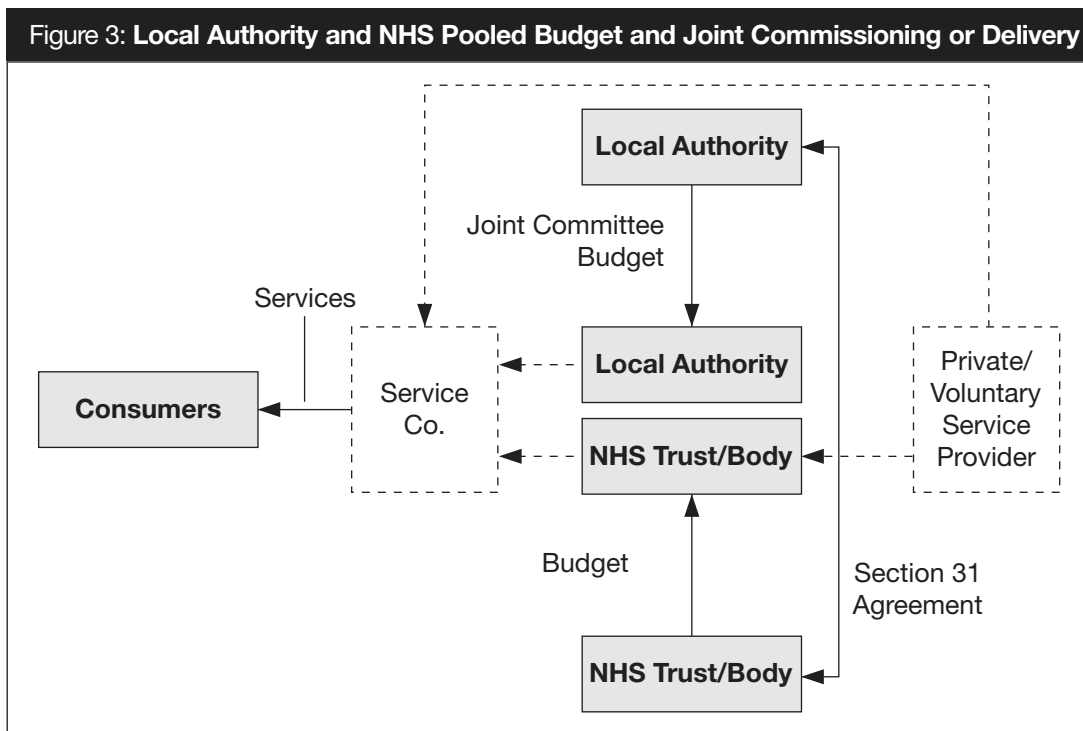 Figure 3: Local Authority and NHS Pooled Budget and Joint Commissioning or Delivery
Local Authority
Joint Committee
Budget
Services
Local Authority
Consumers
Service
Co.
Private/
Voluntary
Service
Provider
NHS Trust/Body
Budget
Section 31
Agreement
NHS Trust/Body